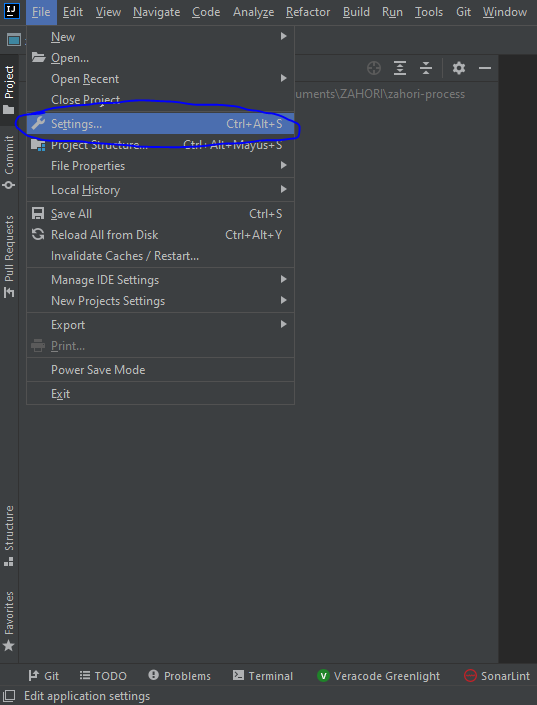 IJ File Edit View Navigate Code Analyze Refactor Build Run Tools Git Window
New
Open...
Open Recent
Close Project
uments\ZAHORI\zahori-process
Settings... Ctrl+Alt+S
Project Structure... Ctrl+Alt+Mayus+S
File Properties
Local History
Save All Ctrl+S
Reload All from Disk Ctrl+Alt+Y
Invalidate Caches / Restart...
Manage IDE Settings
New Projects Settings
Export
Print...
Power Save Mode
Exit
Project
Commit
Pull Requests
Structure
Favorites
Git TODO Problems Terminal Veracode Greenlight SonarLint
Edit application settings